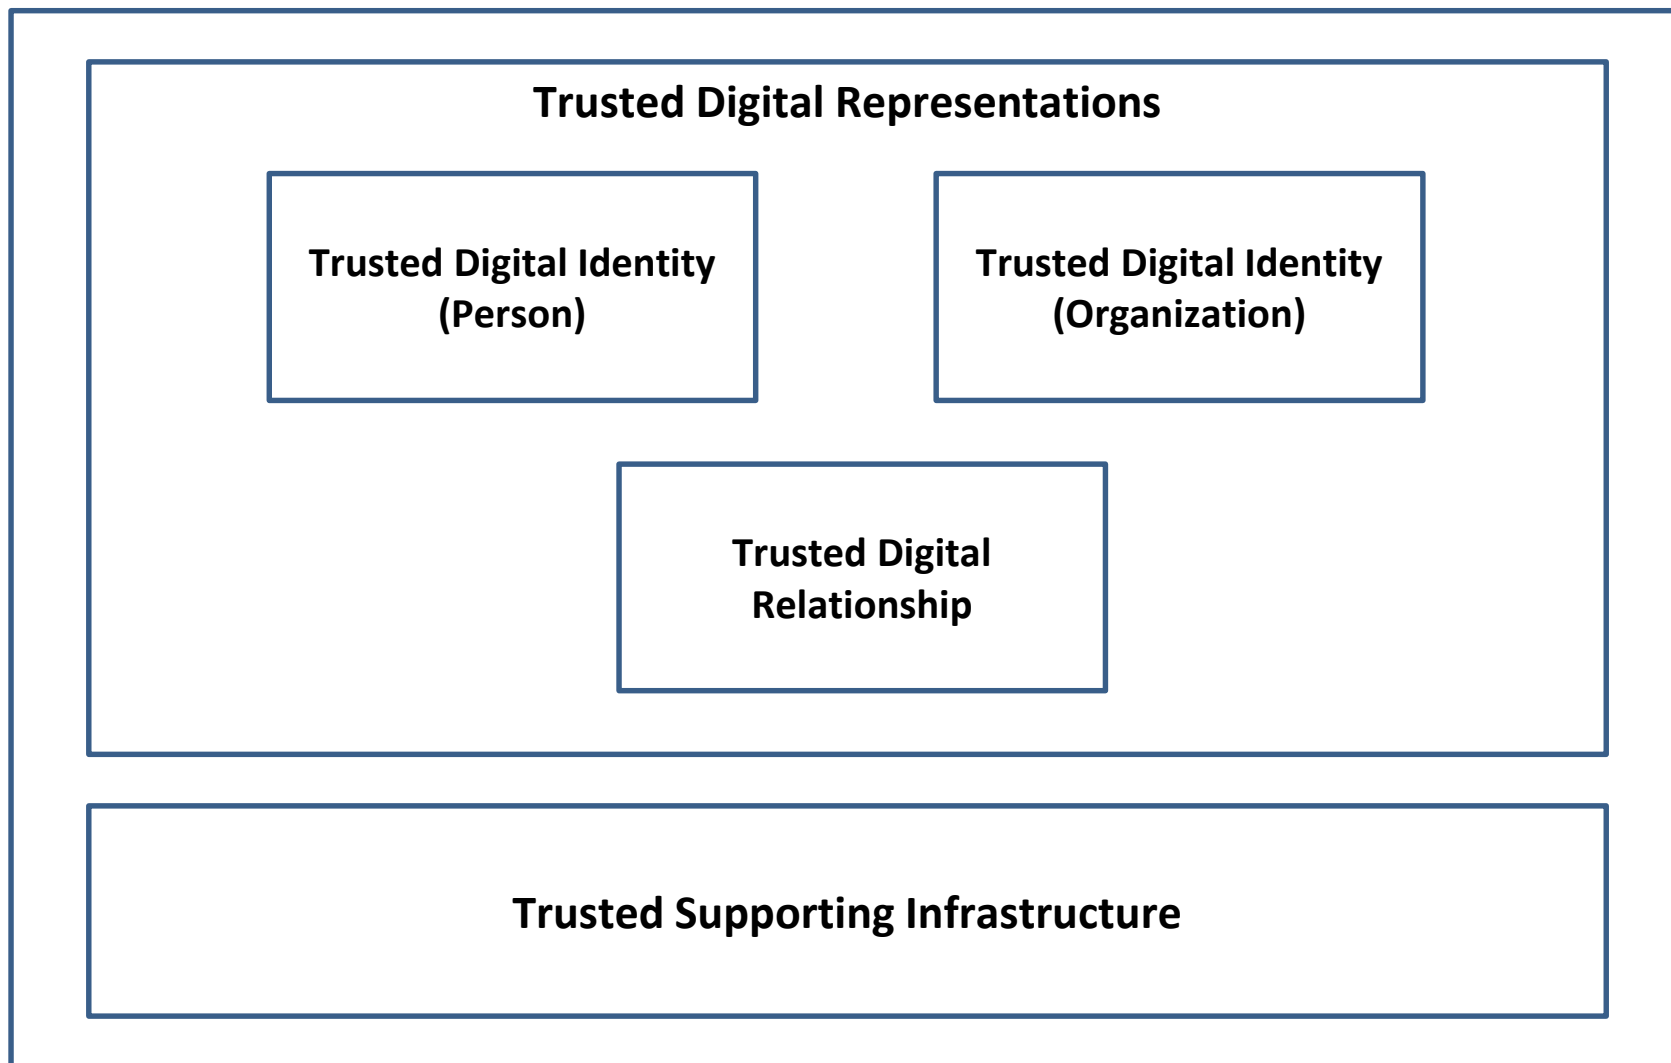 Trusted Digital Representations
Trusted Digital Identity
(Person)
Trusted Digital Identity
(Organization)
Trusted Digital
Relationship
Trusted Supporting Infrastructure